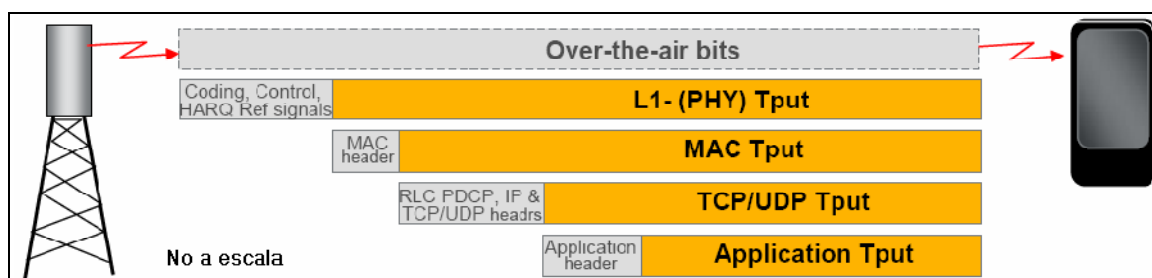 Over-the-air bits
Coding, Control,
HARQ Ref signals
L1- (PHY) Tput
MAC
header
MAC Tput
RLC PDCP, IP &
TCP/UDP headrs
TCP/UDP Tput
Application
header
Application Tput
No a escala